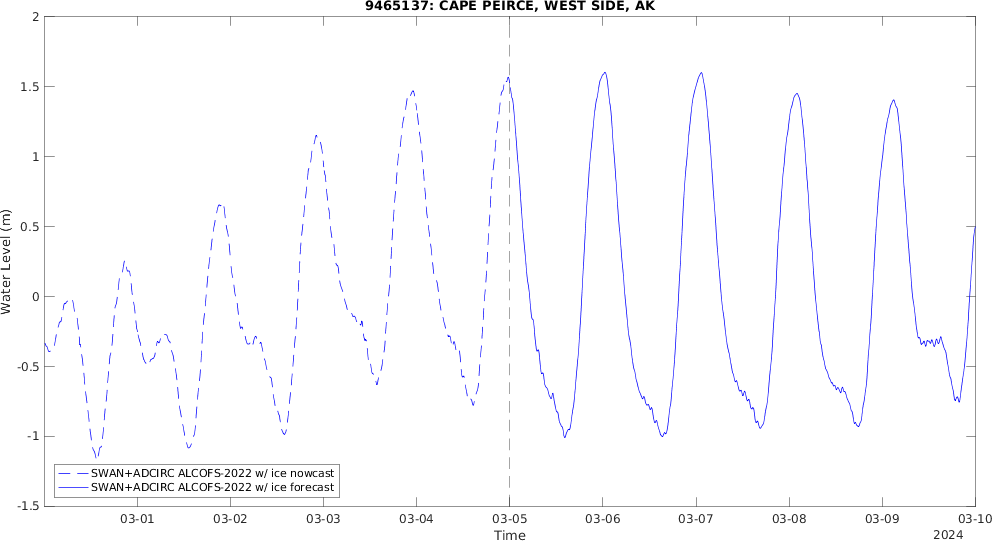 9465137: CAPE PEIRCE, WEST SIDE, AK
2
1.5
1
0.5
0
-0.5
-1
-1.5
Water Level (m)
SWAN+ADCIRC ALCOFS-2022 w/ ice nowcast
SWAN+ADCIRC ALCOFS-2022 w/ ice forecast
03-01 03-02 03-03 03-04 03-05 03-06 03-07 03-08 03-09 03-10
Time
2024